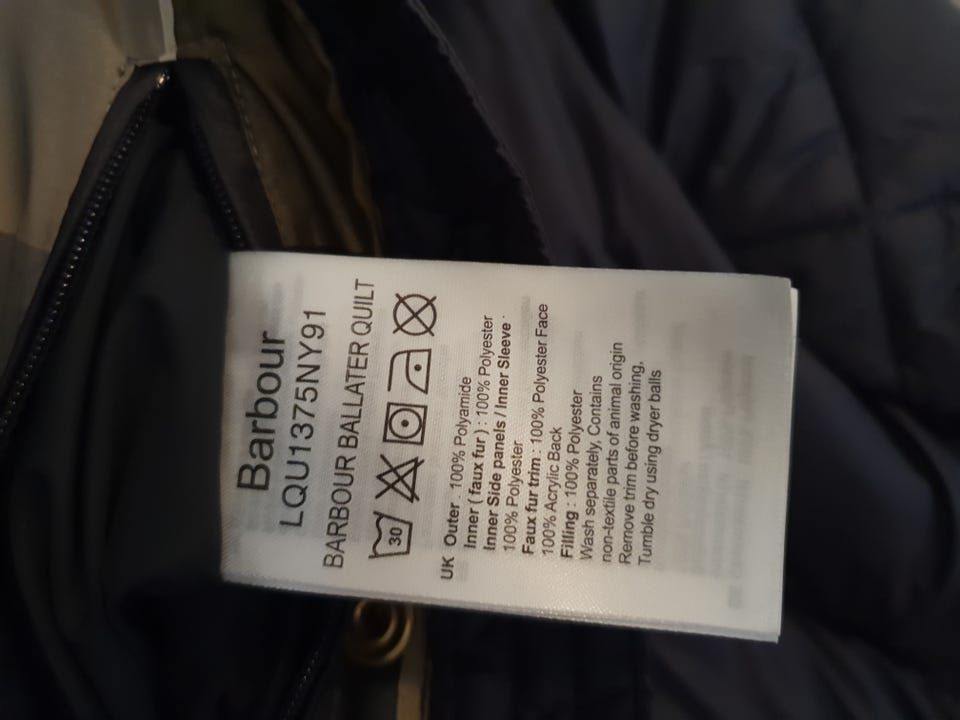 Barbour
LQU1375NY91
BARBOUR BALLATER QUILT
30
UK Outer . 100% Polyamide
Inner ( faux fur ) : 100% Polyester
Inner Side panels / Inner Sleeve ·
100% Polyester
Faux fur trim : 100% Polyester Face
100% Acrylic Back
Filling : 100% Polyester
Wash separately, Contains
non-textile parts of animal origin
Remove trim before washing,
Tumble dry using dryer balls